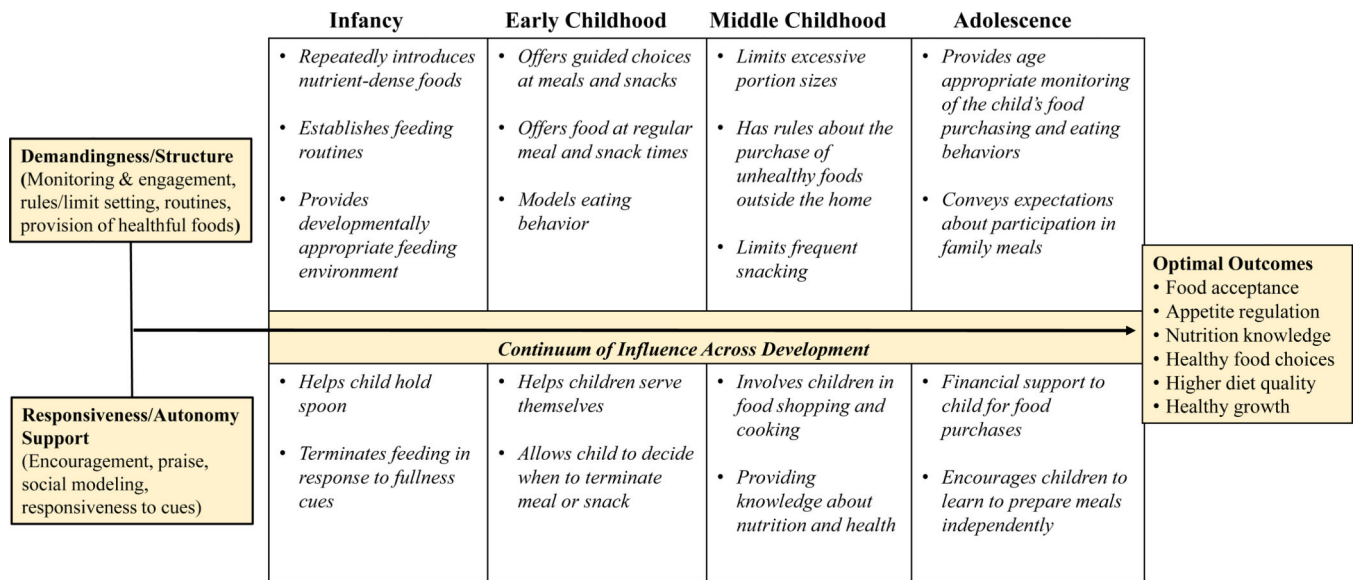 Infancy
Early Childhood
Middle Childhood
Adolescence
Demandingness/Structure
(Monitoring & engagement,
rules/limit setting, routines,
provision of healthful foods)
• Repeatedly introduces
nutrient-dense foods
• Establishes feeding
routines
• Provides
developmentally
appropriate feeding
environment
• Offers guided choices
at meals and snacks
• Offers food at regular
meal and snack times
• Models eating
behavior
• Limits excessive
portion sizes
• Has rules about the
purchase of
unhealthy foods
outside the home
• Limits frequent
snacking
• Provides age
appropriate monitoring
of the child's food
purchasing and eating
behaviors
• Conveys expectations
about participation in
family meals
Continuum of Influence Across Development
Responsiveness/Autonomy
Support
(Encouragement, praise,
social modeling,
responsiveness to cues)
• Helps child hold
spoon
• Terminates feeding in
response to fullness
cues
• Helps children serve
themselves
• Allows child to decide
when to terminate
meal or snack
• Involves children in
food shopping and
cooking
• Providing
knowledge about
nutrition and health
• Financial support to
child for food
purchases
• Encourages children to
learn to prepare meals
independently
Optimal Outcomes
• Food acceptance
• Appetite regulation
• Nutrition knowledge
• Healthy food choices
• Higher diet quality
• Healthy growth